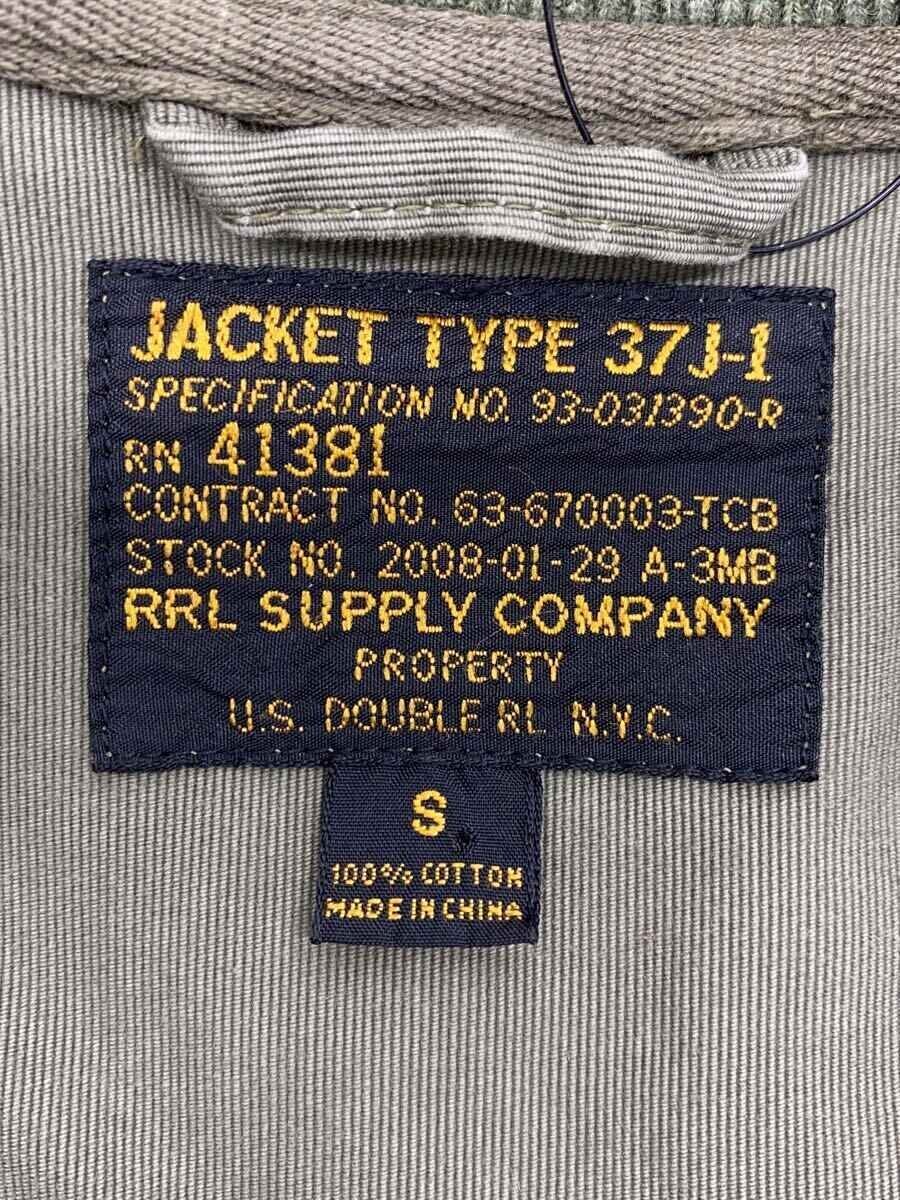 JACKET TYPE 37J-1
SPECIFICATION NO. 93-031390-R
RN 41381
CONTRACT NO. 63-670003-TCB
STOCK NO. 2008-01-29 A-3MB
RRL SUPPLY COMPANY
PROPERTY
U.S. DOUBLE RL N.Y.C.
S
100% COTTON
MADE IN CHINA